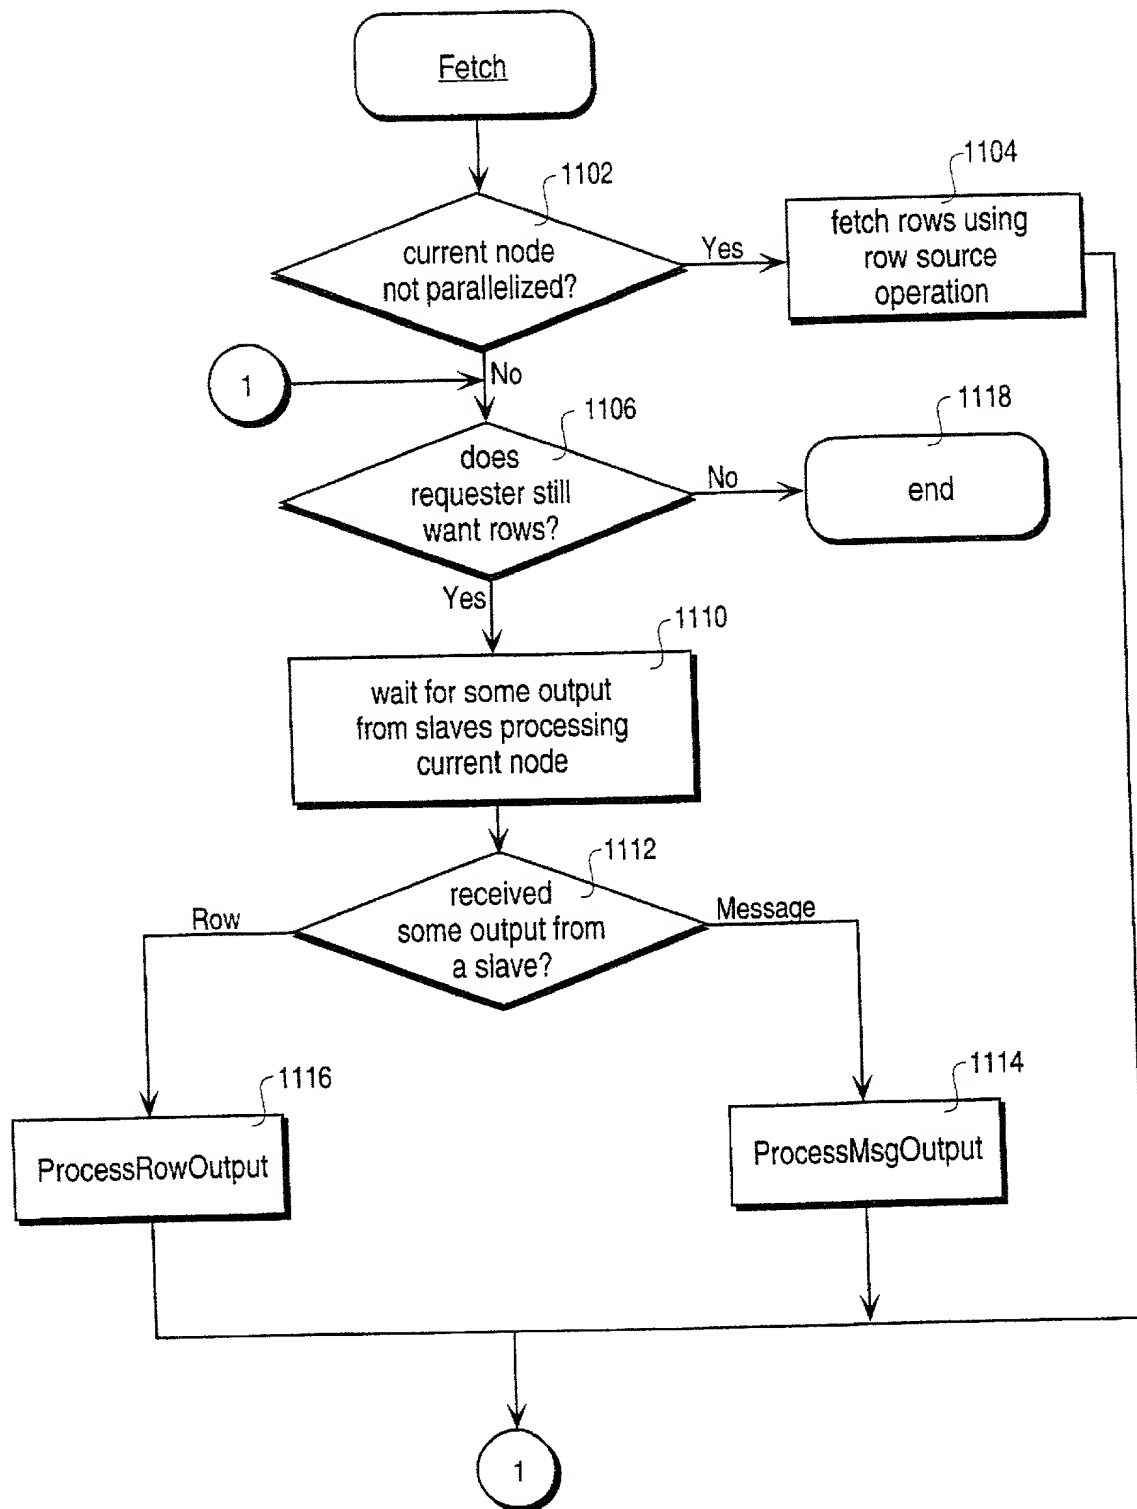 Fetch
1102
current node
not parallelized?
Yes
1104
fetch rows using
row source
operation
No
1
1106
does
requester still
want rows?
No
1118
end
Yes
1110
wait for some output
from slaves processing
current node
1112
received
some output from
a slave?
Row
Message
1116
ProcessRowOutput
1114
ProcessMsgOutput
1